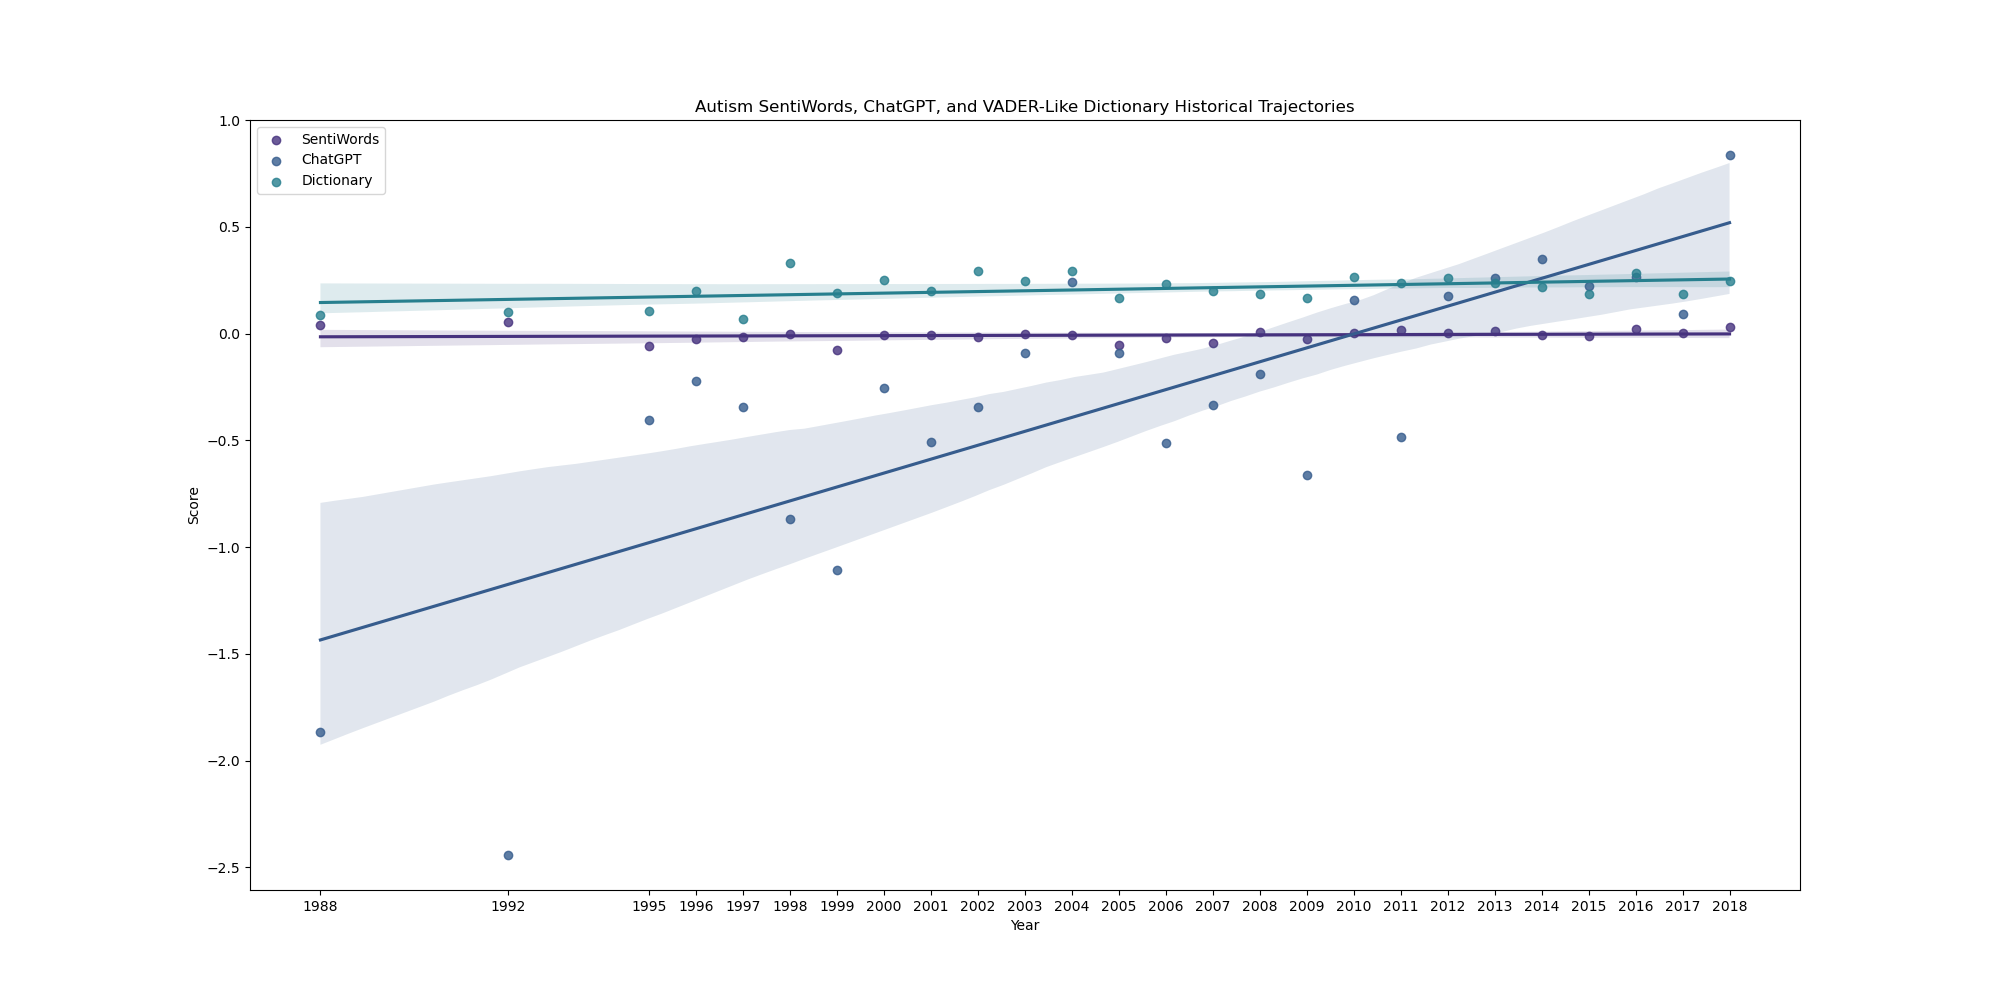 Autism SentiWords, ChatGPT, and VADER-Like Dictionary Historical Trajectories
SentiWords
ChatGPT
Dictionary
1.0
0.5
0.0
−0.5
−1.0
−1.5
−2.0
−2.5
Score
1988 1992 1995 1996 1997 1998 1999 2000 2001 2002 2003 2004 2005 2006 2007 2008 2009 2010 2011 2012 2013 2014 2015 2016 2017 2018
Year